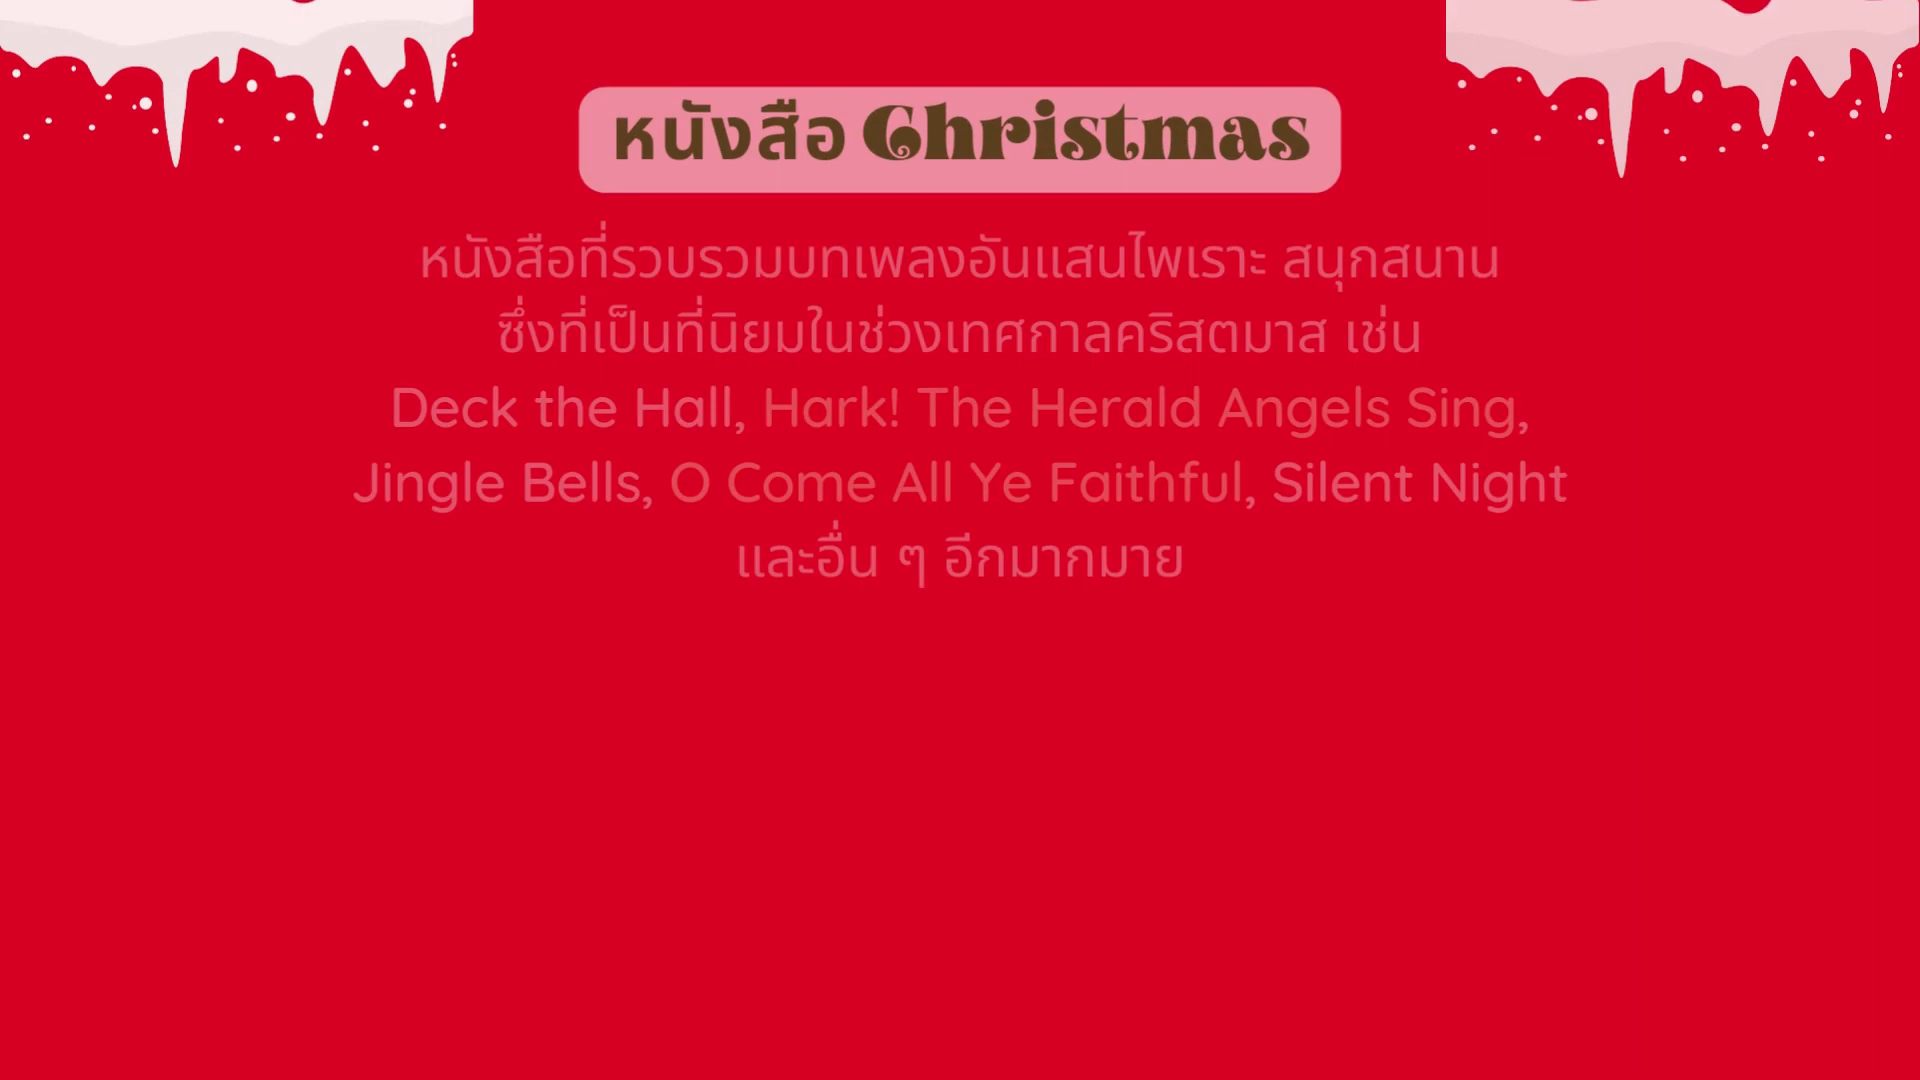 หนังสือ Christmas
หนังสือที่รวบรวมบทเพลงอันแสนไพเราะ สนุกสนาน
ซึ่งที่เป็นที่นิยมในช่วงเทศกาลคริสตมาส เช่น
Deck the Hall, Hark! The Herald Angels Sing,
Jingle Bells, O Come All Ye Faithful, Silent Night
และอื่น ๆ อีกมากมาย